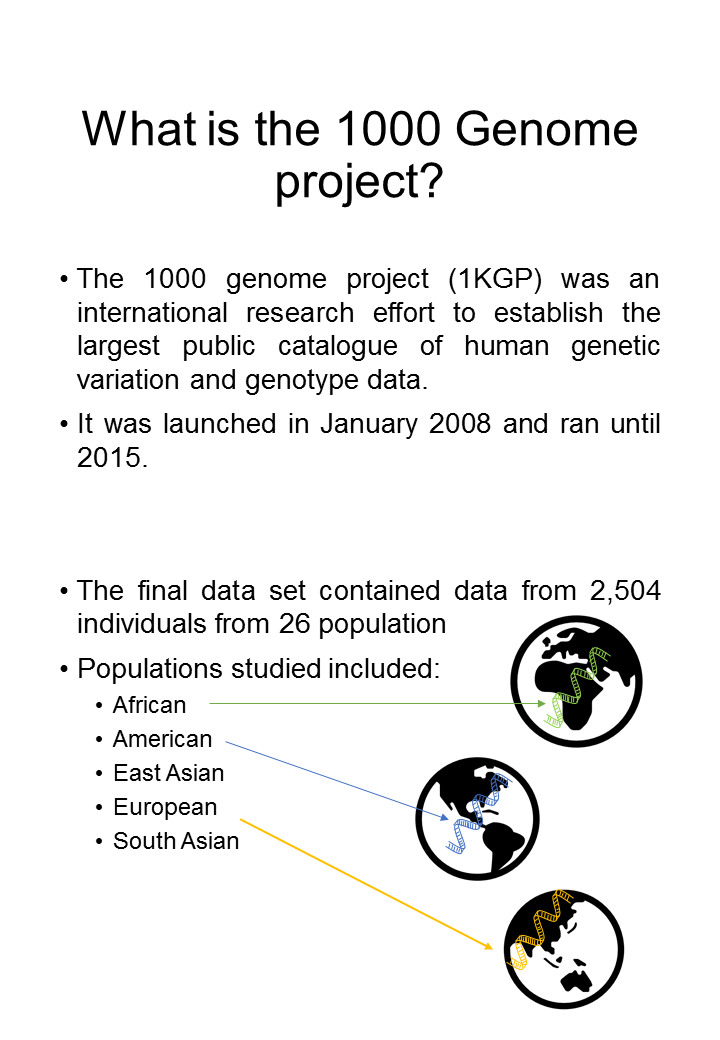 What is the 1000 Genome
project?
• The 1000 genome project (1KGP) was an
international research effort to establish the
largest public catalogue of human genetic
variation and genotype data.
• It was launched in January 2008 and ran until
2015.
• The final data set contained data from 2,504
individuals from 26 population
• Populations studied included:
• African
• American
• East Asian
• European
• South Asian